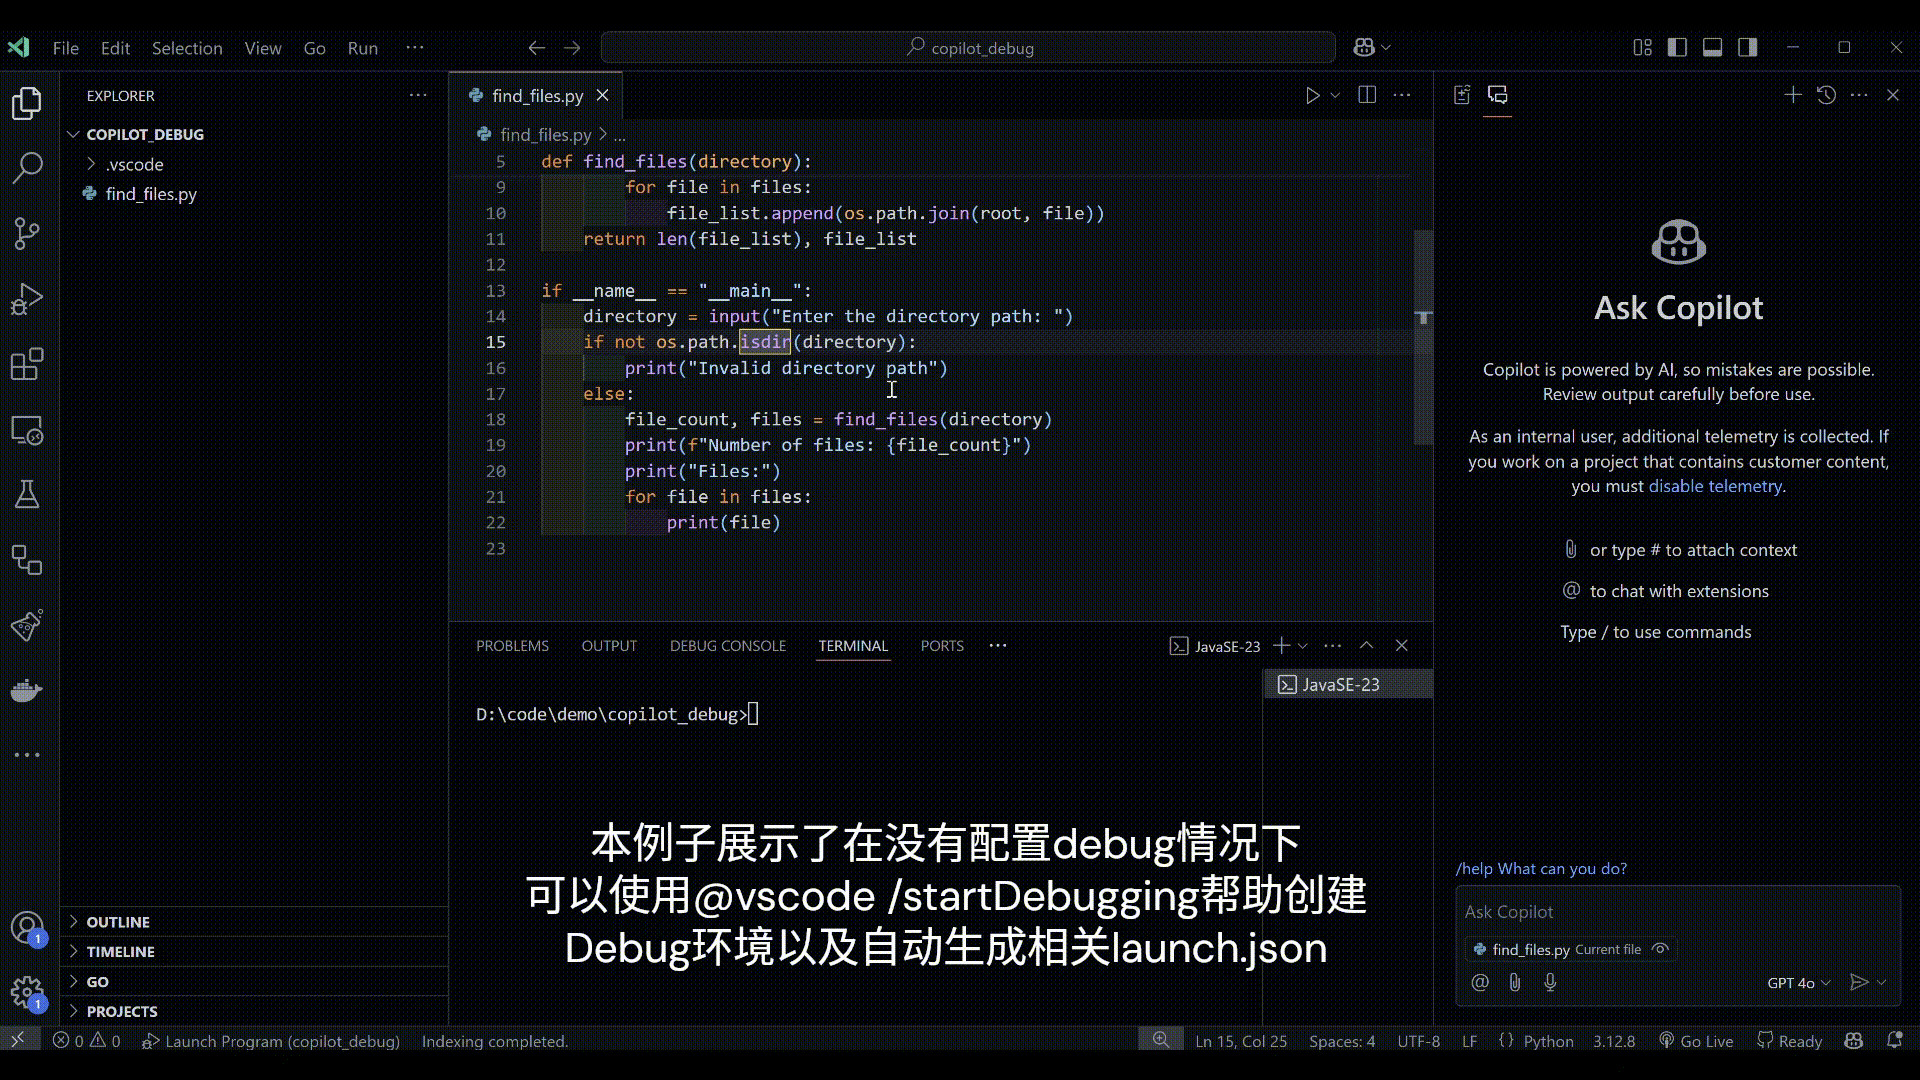 File Edit Selection View Go Run ···
copilot_debug
EXPLORER
COPILOT_DEBUG
.vscode
find_files.py
OUTLINE
TIMELINE
GO
PROJECTS
find_files.py
find_files.py > ...
5 def find_files(directory):
9 for file in files:
10 file_list.append(os.path.join(root, file))
11 return len(file_list), file_list
12
13 if __name__ == "__main__":
14 directory = input("Enter the directory path: ")
15 if not os.path.isdir(directory):
16 print("Invalid directory path")
17 else:
18 file_count, files = find_files(directory)
19 print(f"Number of files: {file_count}")
20 print("Files:")
21 for file in files:
22 print(file)
23
PROBLEMS OUTPUT DEBUG CONSOLE TERMINAL PORTS ···
JavaSE-23
JavaSE-23
D:\code\demo\copilot_debug>
本例子展示了在没有配置debug情况下
可以使用@vscode /startDebugging帮助创建
Debug环境以及自动生成相关launch.json
Ask Copilot
Copilot is powered by AI, so mistakes are possible.
Review output carefully before use.
As an internal user, additional telemetry is collected. If
you work on a project that contains customer content,
you must disable telemetry.
or type # to attach context
@ to chat with extensions
Type / to use commands
/help What can you do?
Ask Copilot
find_files.py Current file
@
GPT 4o
1
1
0 0 Launch Program (copilot_debug) Indexing completed.
Ln 15, Col 25 Spaces: 4 UTF-8 LF {} Python 3.12.8 Go Live Ready